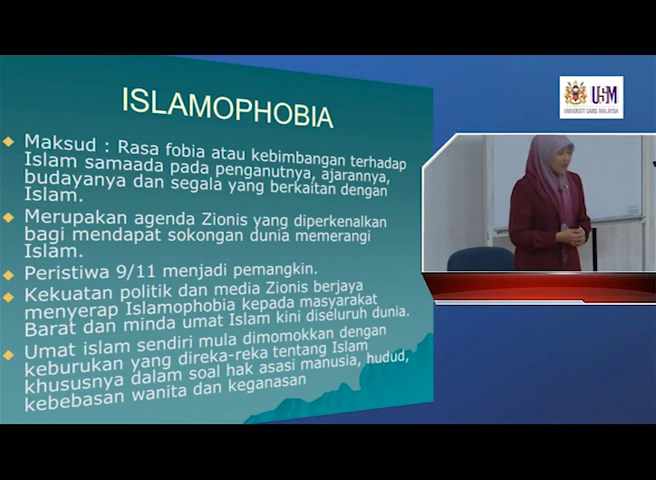 ISLAMOPHOBIA
Maksud : Rasa fobia atau kebimbangan terhadap
Islam samaada pada penganutnya, ajarannya,
budayanya dan segala yang berkaitan dengan
Islam.
Merupakan agenda Zionis yang diperkenalkan
bagi mendapat sokongan dunia memerangi
Islam.
Peristiwa 9/11 menjadi pemangkin.
Kekuatan politik dan media Zionis berjaya
menyerap Islamophobia kepada masyarakat
Barat dan minda umat Islam kini diseluruh dunia.
Umat islam sendiri mula dimomokkan dengan
keburukan yang direka-reka tentang Islam
khususnya dalam soal hak asasi manusia, hudud,
kebebasan wanita dan keganasan
USM
UNIVERSITI SAINS MALAYSIA